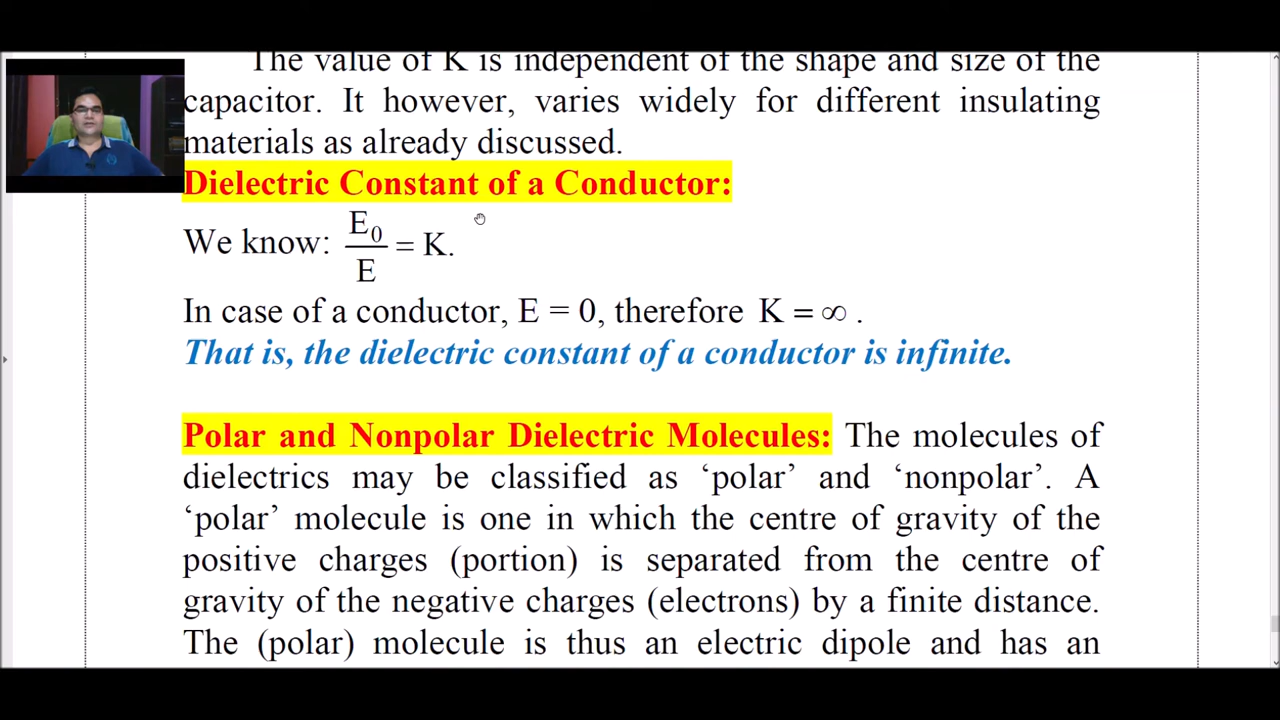 The value of K is independent of the shape and size of the
capacitor. It however, varies widely for different insulating
materials as already discussed.
Dielectric Constant of a Conductor:
We know: E₀/E = K.
In case of a conductor, E = 0, therefore K = ∞ .
That is, the dielectric constant of a conductor is infinite.
Polar and Nonpolar Dielectric Molecules: The molecules of
dielectrics may be classified as ‘polar’ and ‘nonpolar’. A
‘polar’ molecule is one in which the centre of gravity of the
positive charges (portion) is separated from the centre of
gravity of the negative charges (electrons) by a finite distance.
The (polar) molecule is thus an electric dipole and has an